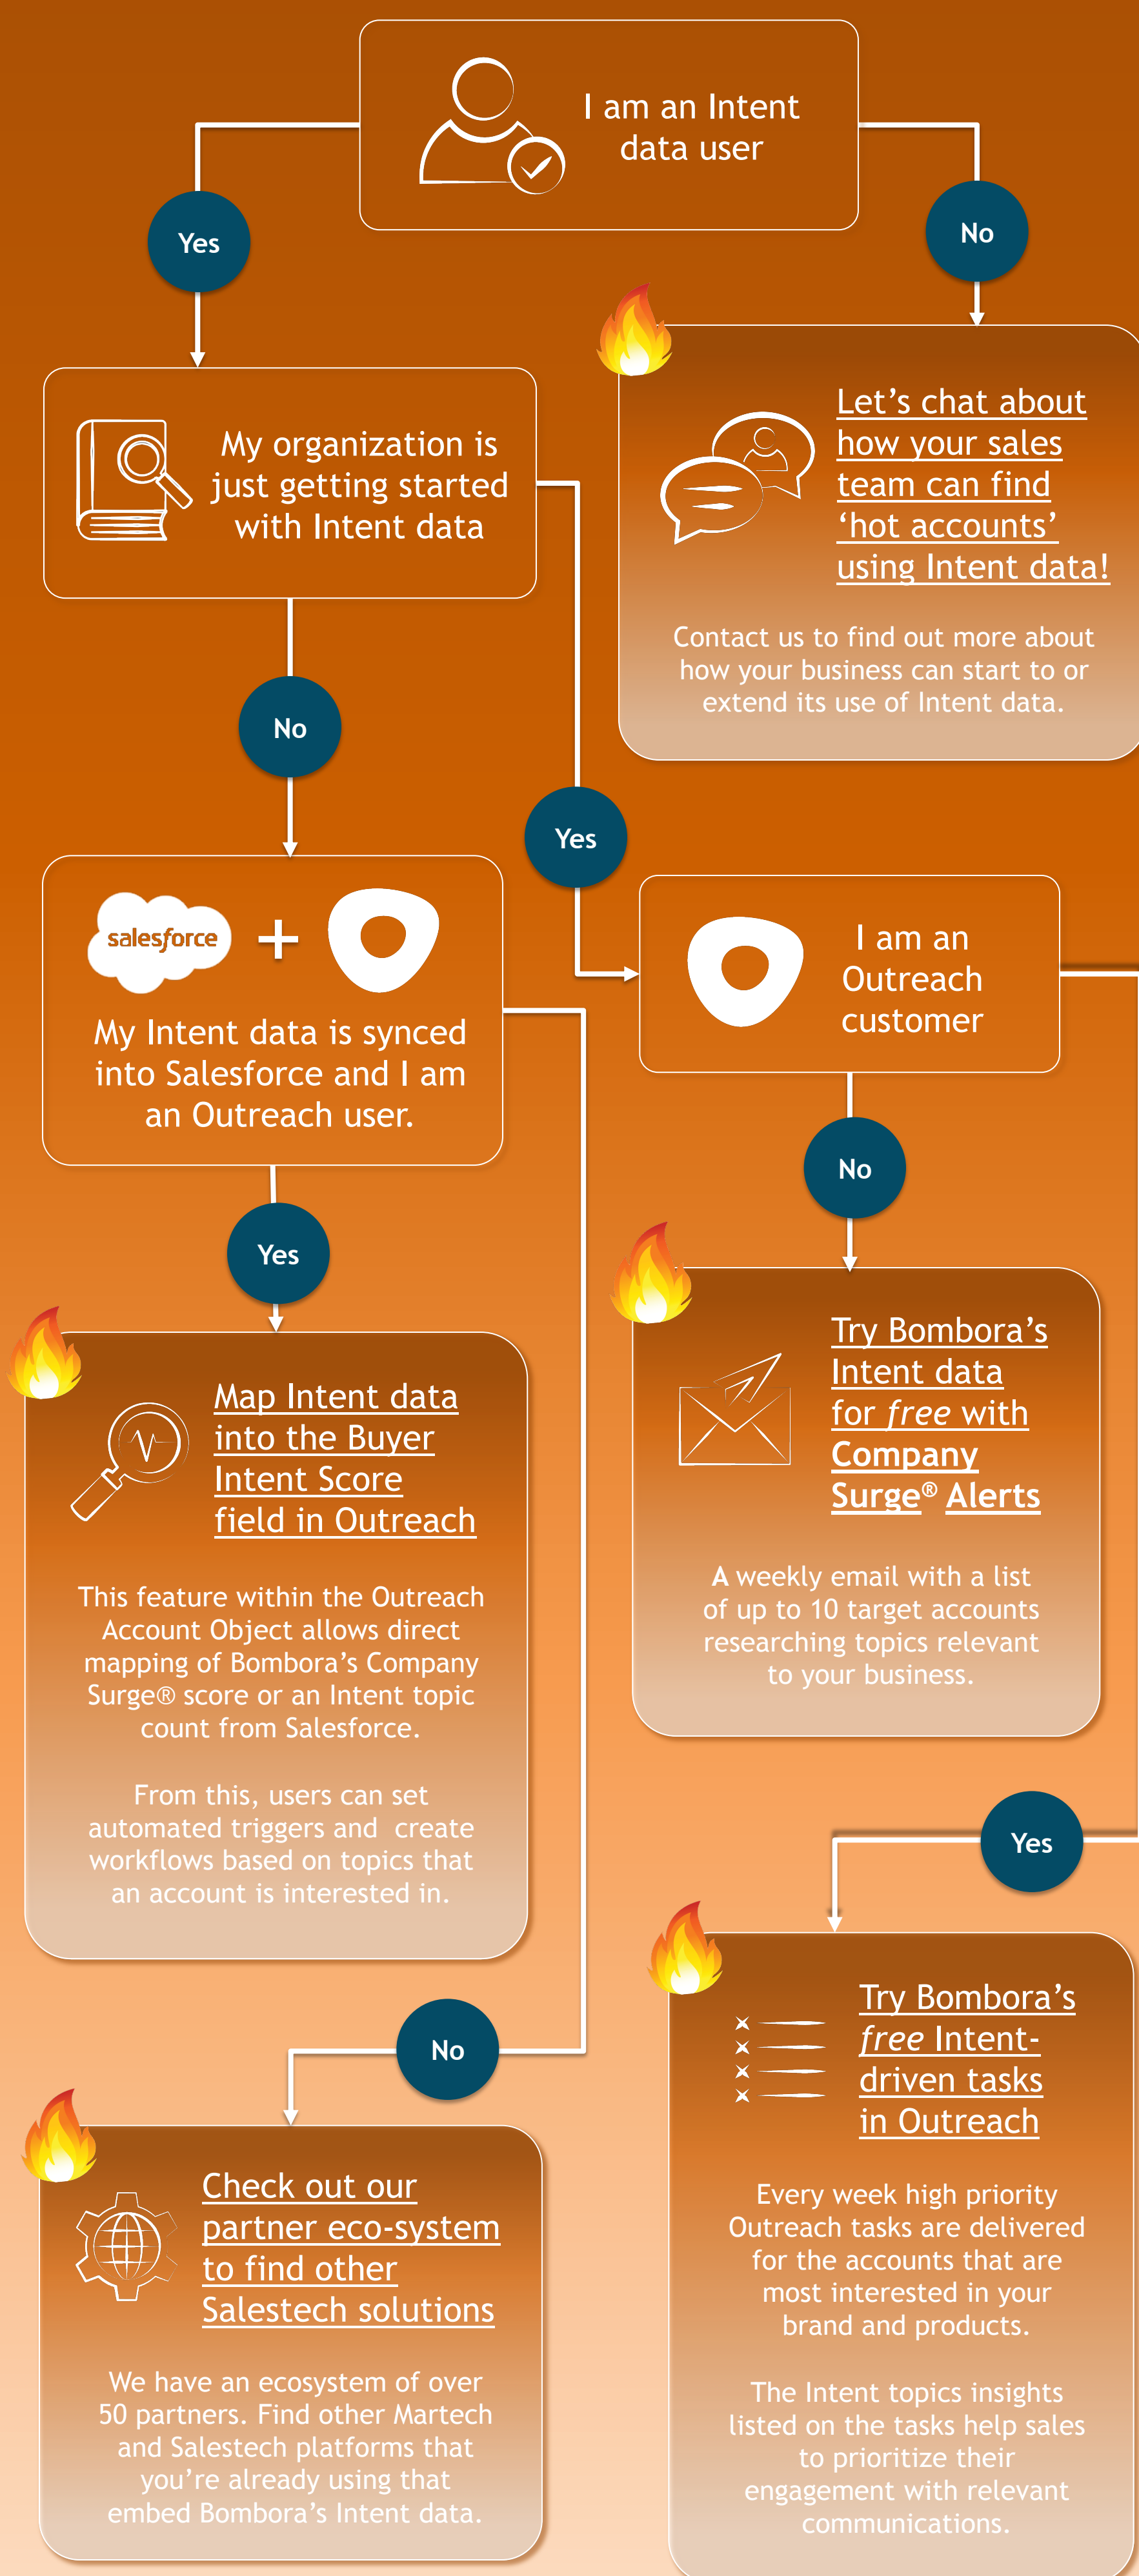 I am an Intent
data user
Yes
No
Let’s chat about
how your sales
team can find
‘hot accounts’
using Intent data!
Contact us to find out more about
how your business can start to or
extend its use of Intent data.
My organization is
just getting started
with Intent data
No
Yes
salesforce
+
My Intent data is synced
into Salesforce and I am
an Outreach user.
I am an
Outreach
customer
No
Yes
Try Bombora’s
Intent data
for free with
Company
Surge® Alerts
A weekly email with a list
of up to 10 target accounts
researching topics relevant
to your business.
Map Intent data
into the Buyer
Intent Score
field in Outreach
This feature within the Outreach
Account Object allows direct
mapping of Bombora’s Company
Surge® score or an Intent topic
count from Salesforce.
From this, users can set
automated triggers and create
workflows based on topics that
an account is interested in.
Yes
No
Try Bombora’s
free Intent-
driven tasks
in Outreach
Every week high priority
Outreach tasks are delivered
for the accounts that are
most interested in your
brand and products.
The Intent topics insights
listed on the tasks help sales
to prioritize their
engagement with relevant
communications.
Check out our
partner eco-system
to find other
Salestech solutions
We have an ecosystem of over
50 partners. Find other Martech
and Salestech platforms that
you’re already using that
embed Bombora’s Intent data.